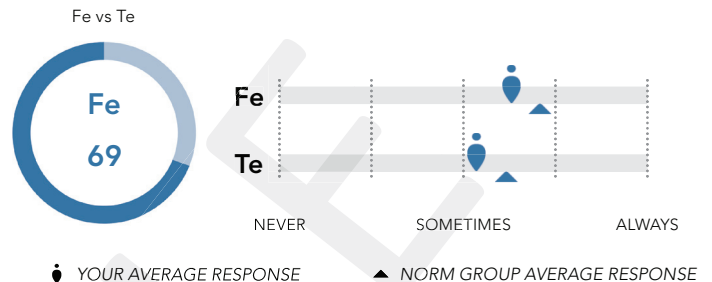 Fe vs Te
Fe
69
Fe
Te
NEVER SOMETIMES ALWAYS
YOUR AVERAGE RESPONSE NORM GROUP AVERAGE RESPONSE